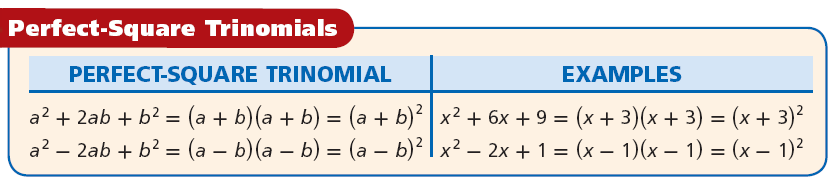 Perfect-Square Trinomials
PERFECT-SQUARE TRINOMIAL EXAMPLES
a² + 2ab + b² = (a + b)(a + b) = (a + b)² x² + 6x + 9 = (x + 3)(x + 3) = (x + 3)²
a² − 2ab + b² = (a − b)(a − b) = (a − b)² x² − 2x + 1 = (x − 1)(x − 1) = (x − 1)²